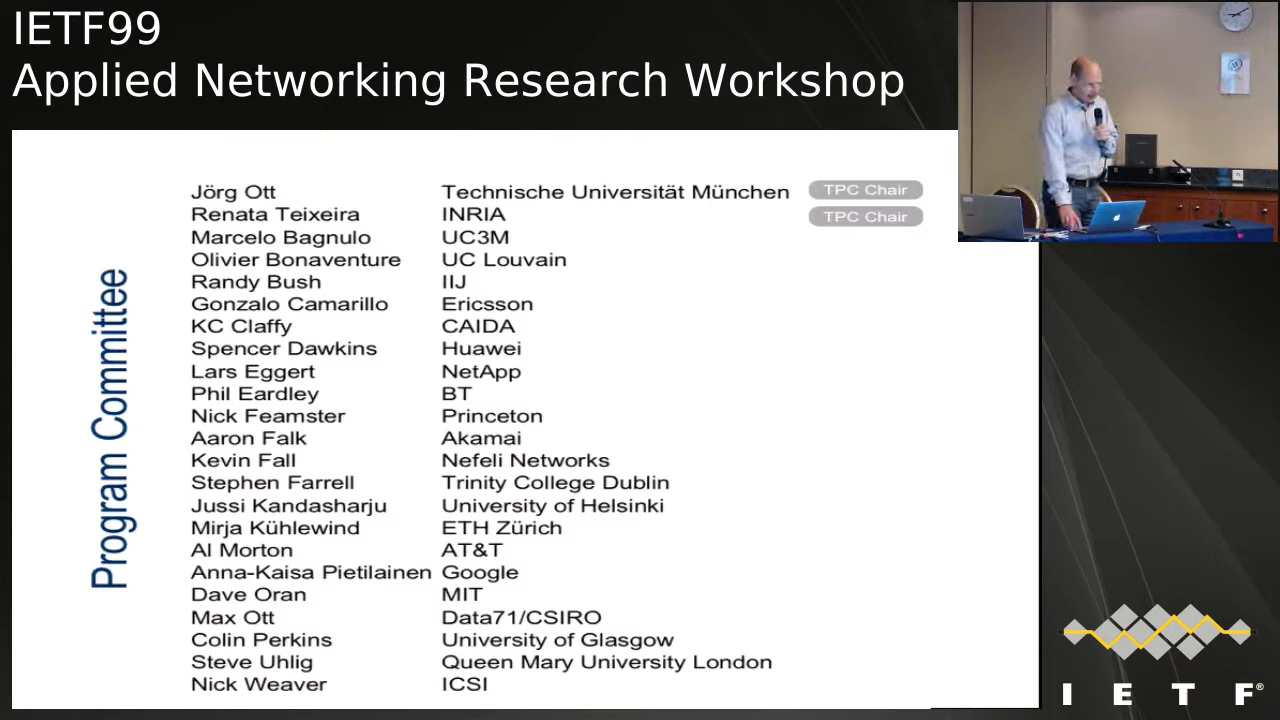 IETF99
Applied Networking Research Workshop
Program Committee
Jörg Ott Technische Universität München TPC Chair
Renata Teixeira INRIA TPC Chair
Marcelo Bagnulo UC3M
Olivier Bonaventure UC Louvain
Randy Bush IIJ
Gonzalo Camarillo Ericsson
KC Claffy CAIDA
Spencer Dawkins Huawei
Lars Eggert NetApp
Phil Eardley BT
Nick Feamster Princeton
Aaron Falk Akamai
Kevin Fall Nefeli Networks
Stephen Farrell Trinity College Dublin
Jussi Kandasharju University of Helsinki
Mirja Kühlewind ETH Zürich
Al Morton AT&T
Anna-Kaisa Pietilainen Google
Dave Oran MIT
Max Ott Data71/CSIRO
Colin Perkins University of Glasgow
Steve Uhlig Queen Mary University London
Nick Weaver ICSI
I E T F®